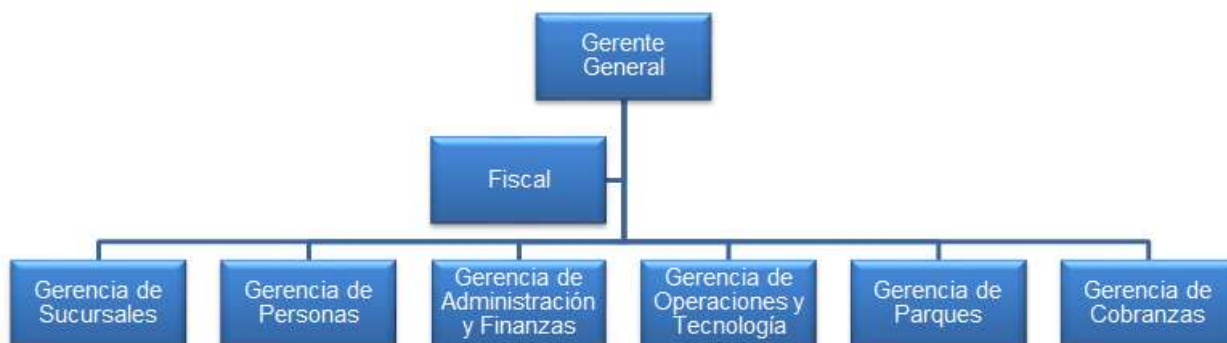 Gerente
General
Fiscal
Gerencia de
Sucursales
Gerencia de
Personas
Gerencia de
Administración
y Finanzas
Gerencia de
Operaciones y
Tecnología
Gerencia de
Parques
Gerencia de
Cobranzas